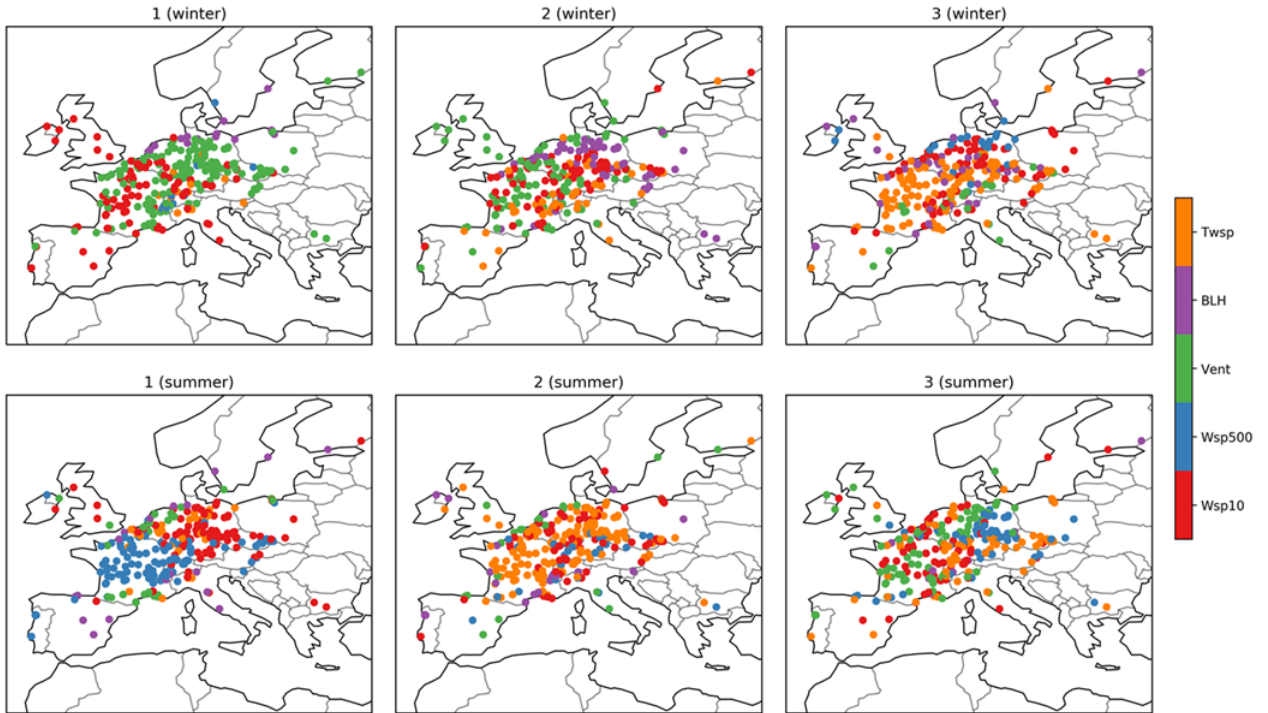 1 (winter)
2 (winter)
3 (winter)
1 (summer)
2 (summer)
3 (summer)
Twsp
BLH
Vent
Wsp500
Wsp10